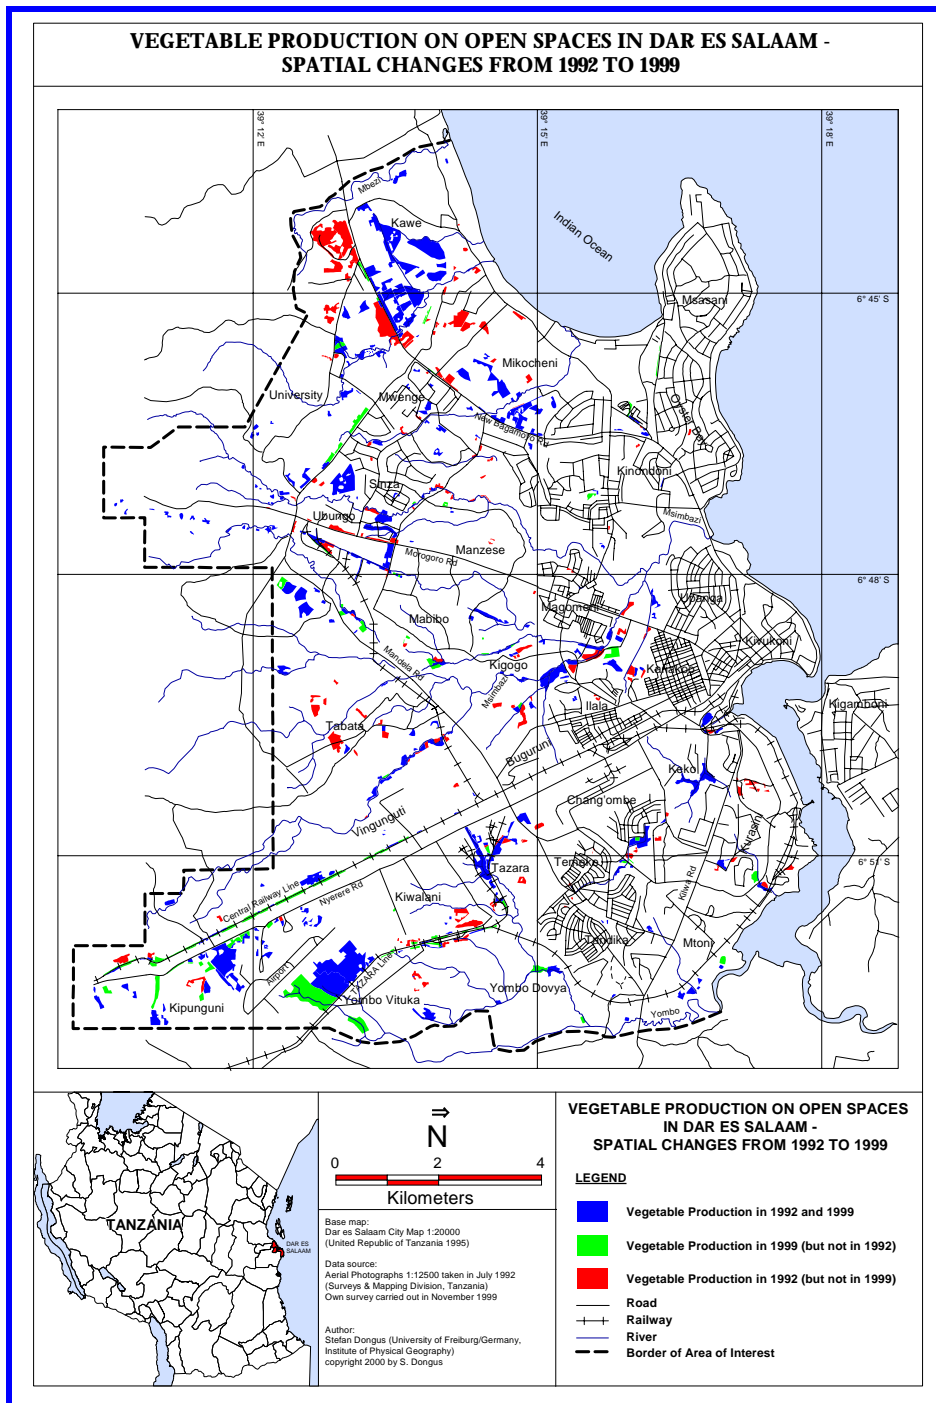 VEGETABLE PRODUCTION ON OPEN SPACES IN DAR ES SALAAM -
SPATIAL CHANGES FROM 1992 TO 1999
39° 12' E
39° 15' E
39° 18' E
Mbezi
Kawe
Indian Ocean
Msasani
6° 45' S
Mikocheni
University
Mwenge
Oyster Bay
New Bagamoyo Rd
Kinondoni
Sinza
Ubungo
Msimbazi
Manzese
Morogoro Rd
6° 48' S
Upanga
Magomeni
Mabibo
Kivukoni
Mandela Rd
Kigogo
Kariakoo
Msimbazi
Ilala
Kigamboni
Tabata
Buguruni
Keko
Chang'ombe
Vingunguti
Kurasini
Temeke
6° 51' S
Tazara
Central Railway Line
Nyerere Rd
Kiwalani
Kilwa Rd
Tandika
Mtoni
Airport
TAZARA Line
Yombo Dovya
Yombo Vituka
Kipunguni
Yombo
TANZANIA
DAR ES
SALAAM
⇒
N
0 2 4
Kilometers
Base map:
Dar es Salaam City Map 1:20000
(United Republic of Tanzania 1995)
Data source:
Aerial Photographs 1:12500 taken in July 1992
(Surveys & Mapping Division, Tanzania)
Own survey carried out in November 1999
Author:
Stefan Dongus (University of Freiburg/Germany,
Institute of Physical Geography)
copyright 2000 by S. Dongus
VEGETABLE PRODUCTION ON OPEN SPACES
IN DAR ES SALAAM -
SPATIAL CHANGES FROM 1992 TO 1999
LEGEND
Vegetable Production in 1992 and 1999
Vegetable Production in 1999 (but not in 1992)
Vegetable Production in 1992 (but not in 1999)
Road
Railway
River
Border of Area of Interest